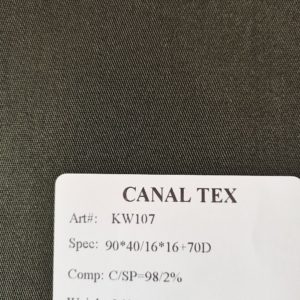 CANAL TEX
Art#: KW107
Spec: 90*40/16*16+70D
Comp: C/SP=98/2%